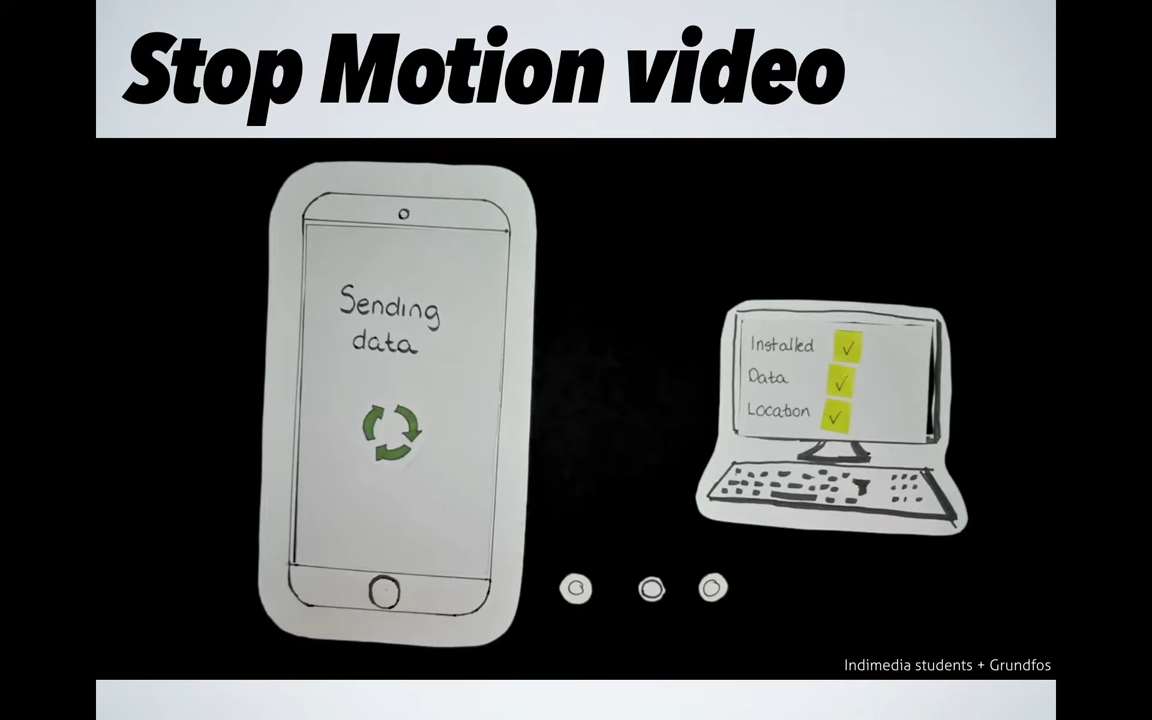 Stop Motion video
Sending
data
Installed ✓
Data ✓
Location ✓
Indimedia students + Grundfos